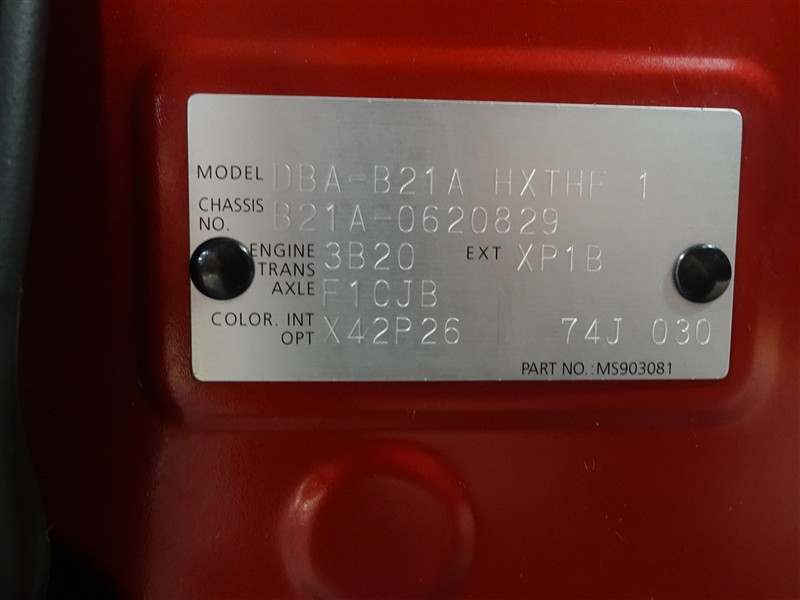 MODEL DBA-B21A HXTHF 1
CHASSIS NO. B21A-0620829
ENGINE 3B20 EXT XP1B
TRANS AXLE F1CJB
COLOR. INT OPT X42P26 74J 030
PART NO.:MS903081